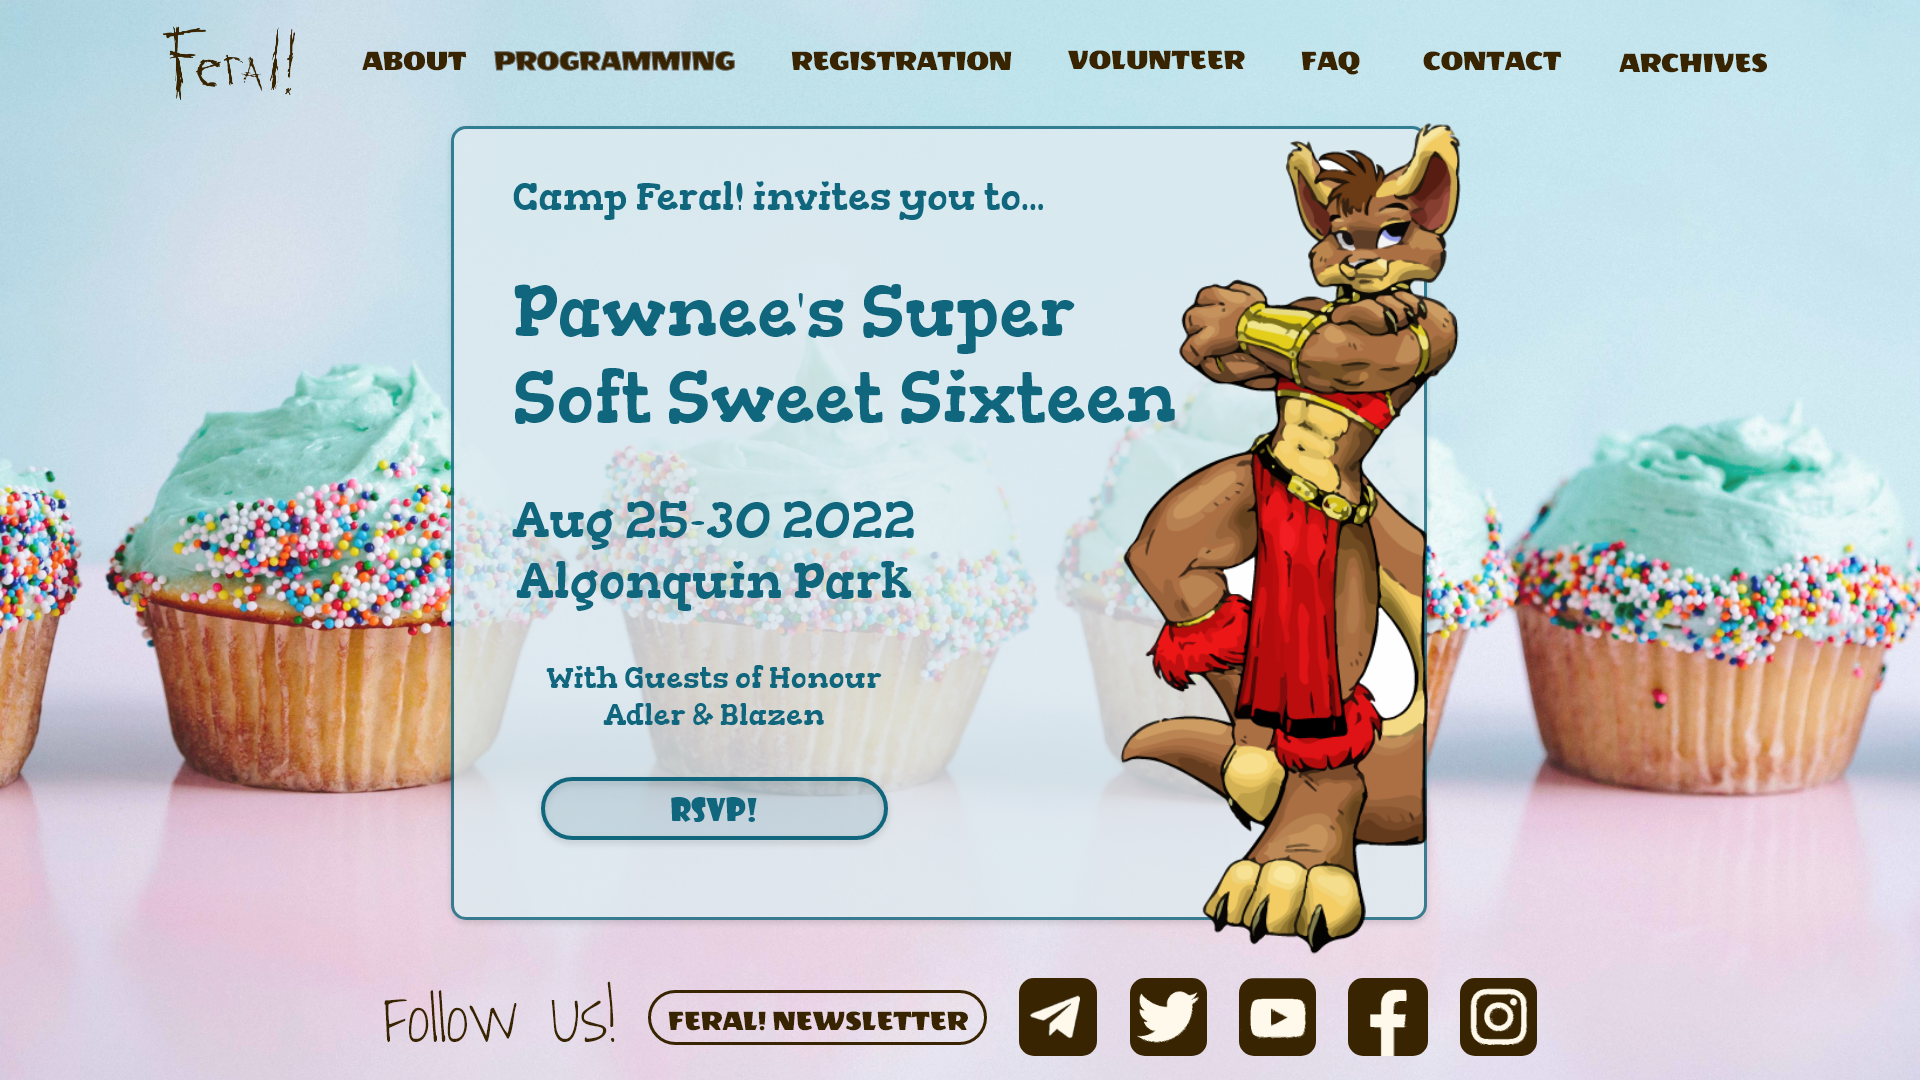 Feral!
ABOUT
PROGRAMMING
REGISTRATION
VOLUNTEER
FAQ
CONTACT
ARCHIVES
Camp Feral! invites you to...
Pawnee's Super
Soft Sweet Sixteen
Aug 25-30 2022
Algonquin Park
With Guests of Honour
Adler & Blazen
RSVP!
Follow us!
FERAL! NEWSLETTER